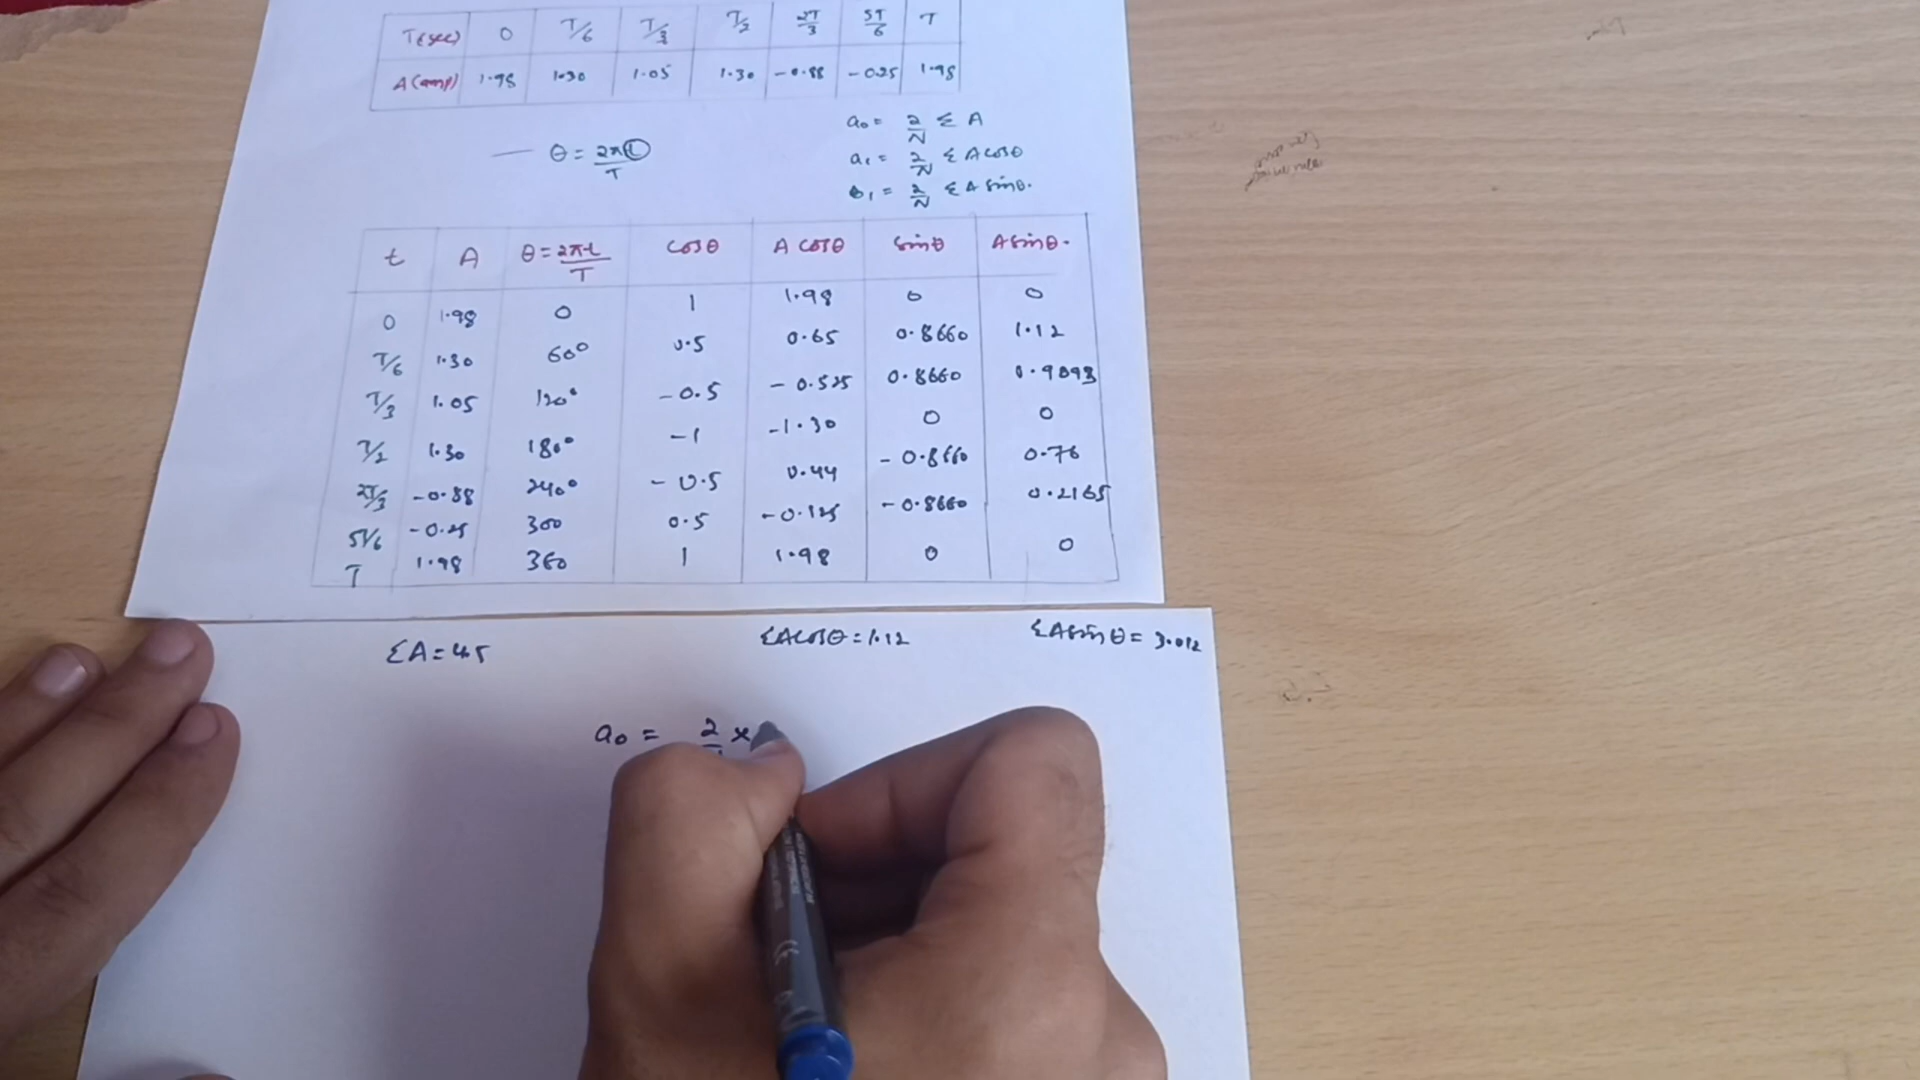 T(sec) 0 T/6 T/3 T/2 2T/3 5T/6 T
A(amp) 1.98 1.30 1.05 1.30 -0.88 -0.25 1.98
θ = 2πt/T
a0 = 2/N Σ A
a1 = 2/N Σ A cosθ
b1 = 2/N Σ A sinθ.
t A θ = 2πt/T cosθ A cosθ sinθ A sinθ.
0 1.98 0 1 1.98 0 0
T/6 1.30 60° 0.5 0.65 0.8660 1.12
T/3 1.05 120° -0.5 -0.525 0.8660 0.9093
T/2 1.30 180° -1 -1.30 0 0
2T/3 -0.88 240° -0.5 0.44 -0.8660 0.76
5T/6 -0.25 300 0.5 -0.125 -0.8660 0.2165
T 1.98 360 1 1.98 0 0
ΣA = 4.5 ΣAcosθ = 1.12 ΣAsinθ = 3.012
a0 = 2 ×